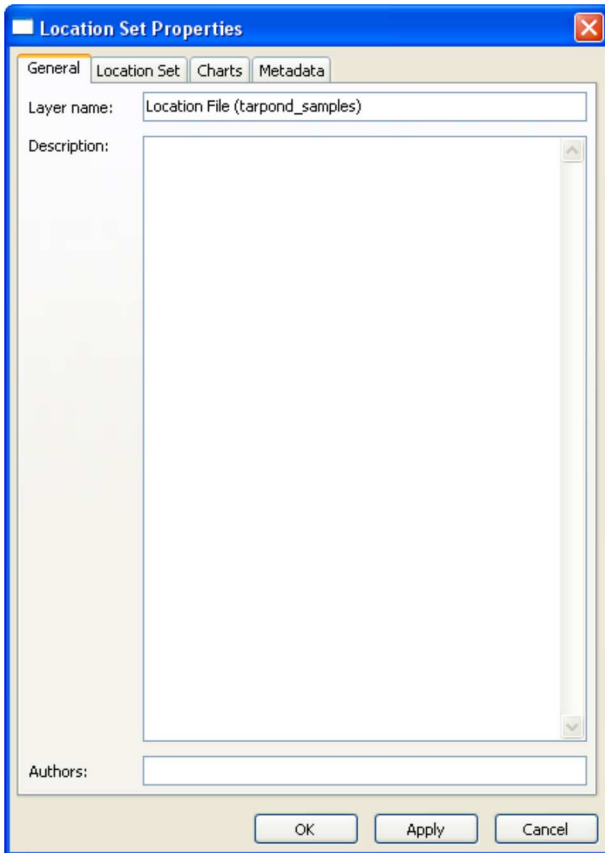 Location Set Properties
General Location Set Charts Metadata
Layer name: Location File (tarpond_samples)
Description:
Authors:
OK Apply Cancel